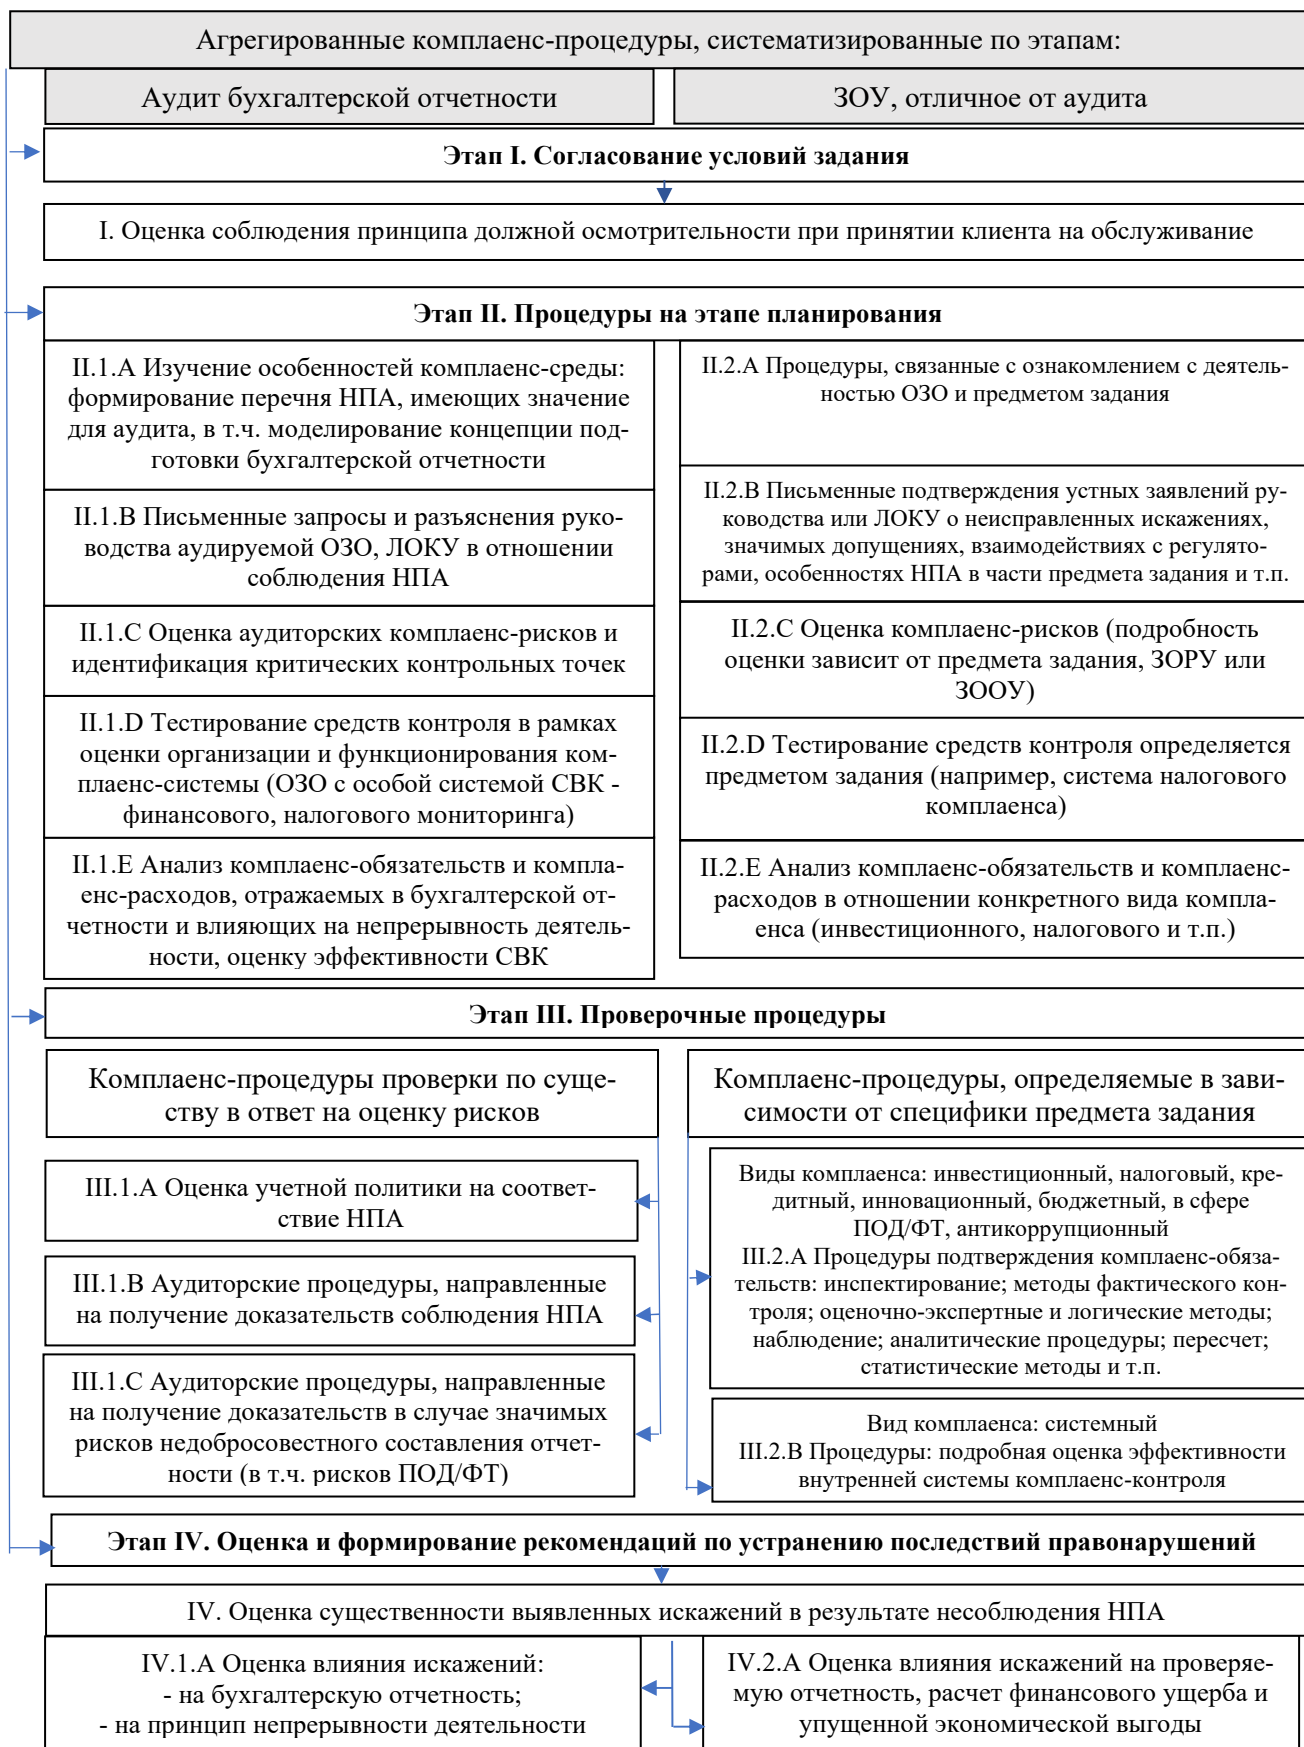 Агрегированные комплаенс-процедуры, систематизированные по этапам:
Аудит бухгалтерской отчетности
ЗОУ, отличное от аудита
Этап I. Согласование условий задания
I. Оценка соблюдения принципа должной осмотрительности при принятии клиента на обслуживание
Этап II. Процедуры на этапе планирования
II.1.A Изучение особенностей комплаенс-среды:
формирование перечня НПА, имеющих значение
для аудита, в т.ч. моделирование концепции под-
готовки бухгалтерской отчетности
II.1.B Письменные запросы и разъяснения руко-
водства аудируемой ОЗО, ЛОКУ в отношении
соблюдения НПА
II.1.C Оценка аудиторских комплаенс-рисков и
идентификация критических контрольных точек
II.1.D Тестирование средств контроля в рамках
оценки организации и функционирования ком-
плаенс-системы (ОЗО с особой системой СВК -
финансового, налогового мониторинга)
II.1.E Анализ комплаенс-обязательств и компла-
енс-расходов, отражаемых в бухгалтерской от-
четности и влияющих на непрерывность деятель-
ности, оценку эффективности СВК
II.2.A Процедуры, связанные с ознакомлением с деятель-
ностью ОЗО и предметом задания
II.2.B Письменные подтверждения устных заявлений ру-
ководства или ЛОКУ о неисправленных искажениях,
значимых допущениях, взаимодействиях с регулято-
рами, особенностях НПА в части предмета задания и т.п.
II.2.C Оценка комплаенс-рисков (подробность
оценки зависит от предмета задания, ЗОРУ или
ЗООУ)
II.2.D Тестирование средств контроля определяется
предметом задания (например, система налогового
комплаенса)
II.2.E Анализ комплаенс-обязательств и комплаенс-
расходов в отношении конкретного вида компла-
енса (инвестиционного, налогового и т.п.)
Этап III. Проверочные процедуры
Комплаенс-процедуры проверки по суще-
ству в ответ на оценку рисков
III.1.A Оценка учетной политики на соответ-
ствие НПА
III.1.B Аудиторские процедуры, направленные
на получение доказательств соблюдения НПА
III.1.C Аудиторские процедуры, направленные
на получение доказательств в случае значимых
рисков недобросовестного составления отчет-
ности (в т.ч. рисков ПОД/ФТ)
Комплаенс-процедуры, определяемые в зави-
симости от специфики предмета задания
Виды комплаенса: инвестиционный, налоговый, кре-
дитный, инновационный, бюджетный, в сфере
ПОД/ФТ, антикоррупционный
III.2.A Процедуры подтверждения комплаенс-обяза-
тельств: инспектирование; методы фактического кон-
троля; оценочно-экспертные и логические методы;
наблюдение; аналитические процедуры; пересчет;
статистические методы и т.п.
Вид комплаенса: системный
III.2.B Процедуры: подробная оценка эффективности
внутренней системы комплаенс-контроля
Этап IV. Оценка и формирование рекомендаций по устранению последствий правонарушений
IV. Оценка существенности выявленных искажений в результате несоблюдения НПА
IV.1.A Оценка влияния искажений:
- на бухгалтерскую отчетность;
- на принцип непрерывности деятельности
IV.2.A Оценка влияния искажений на проверяе-
мую отчетность, расчет финансового ущерба и
упущенной экономической выгоды